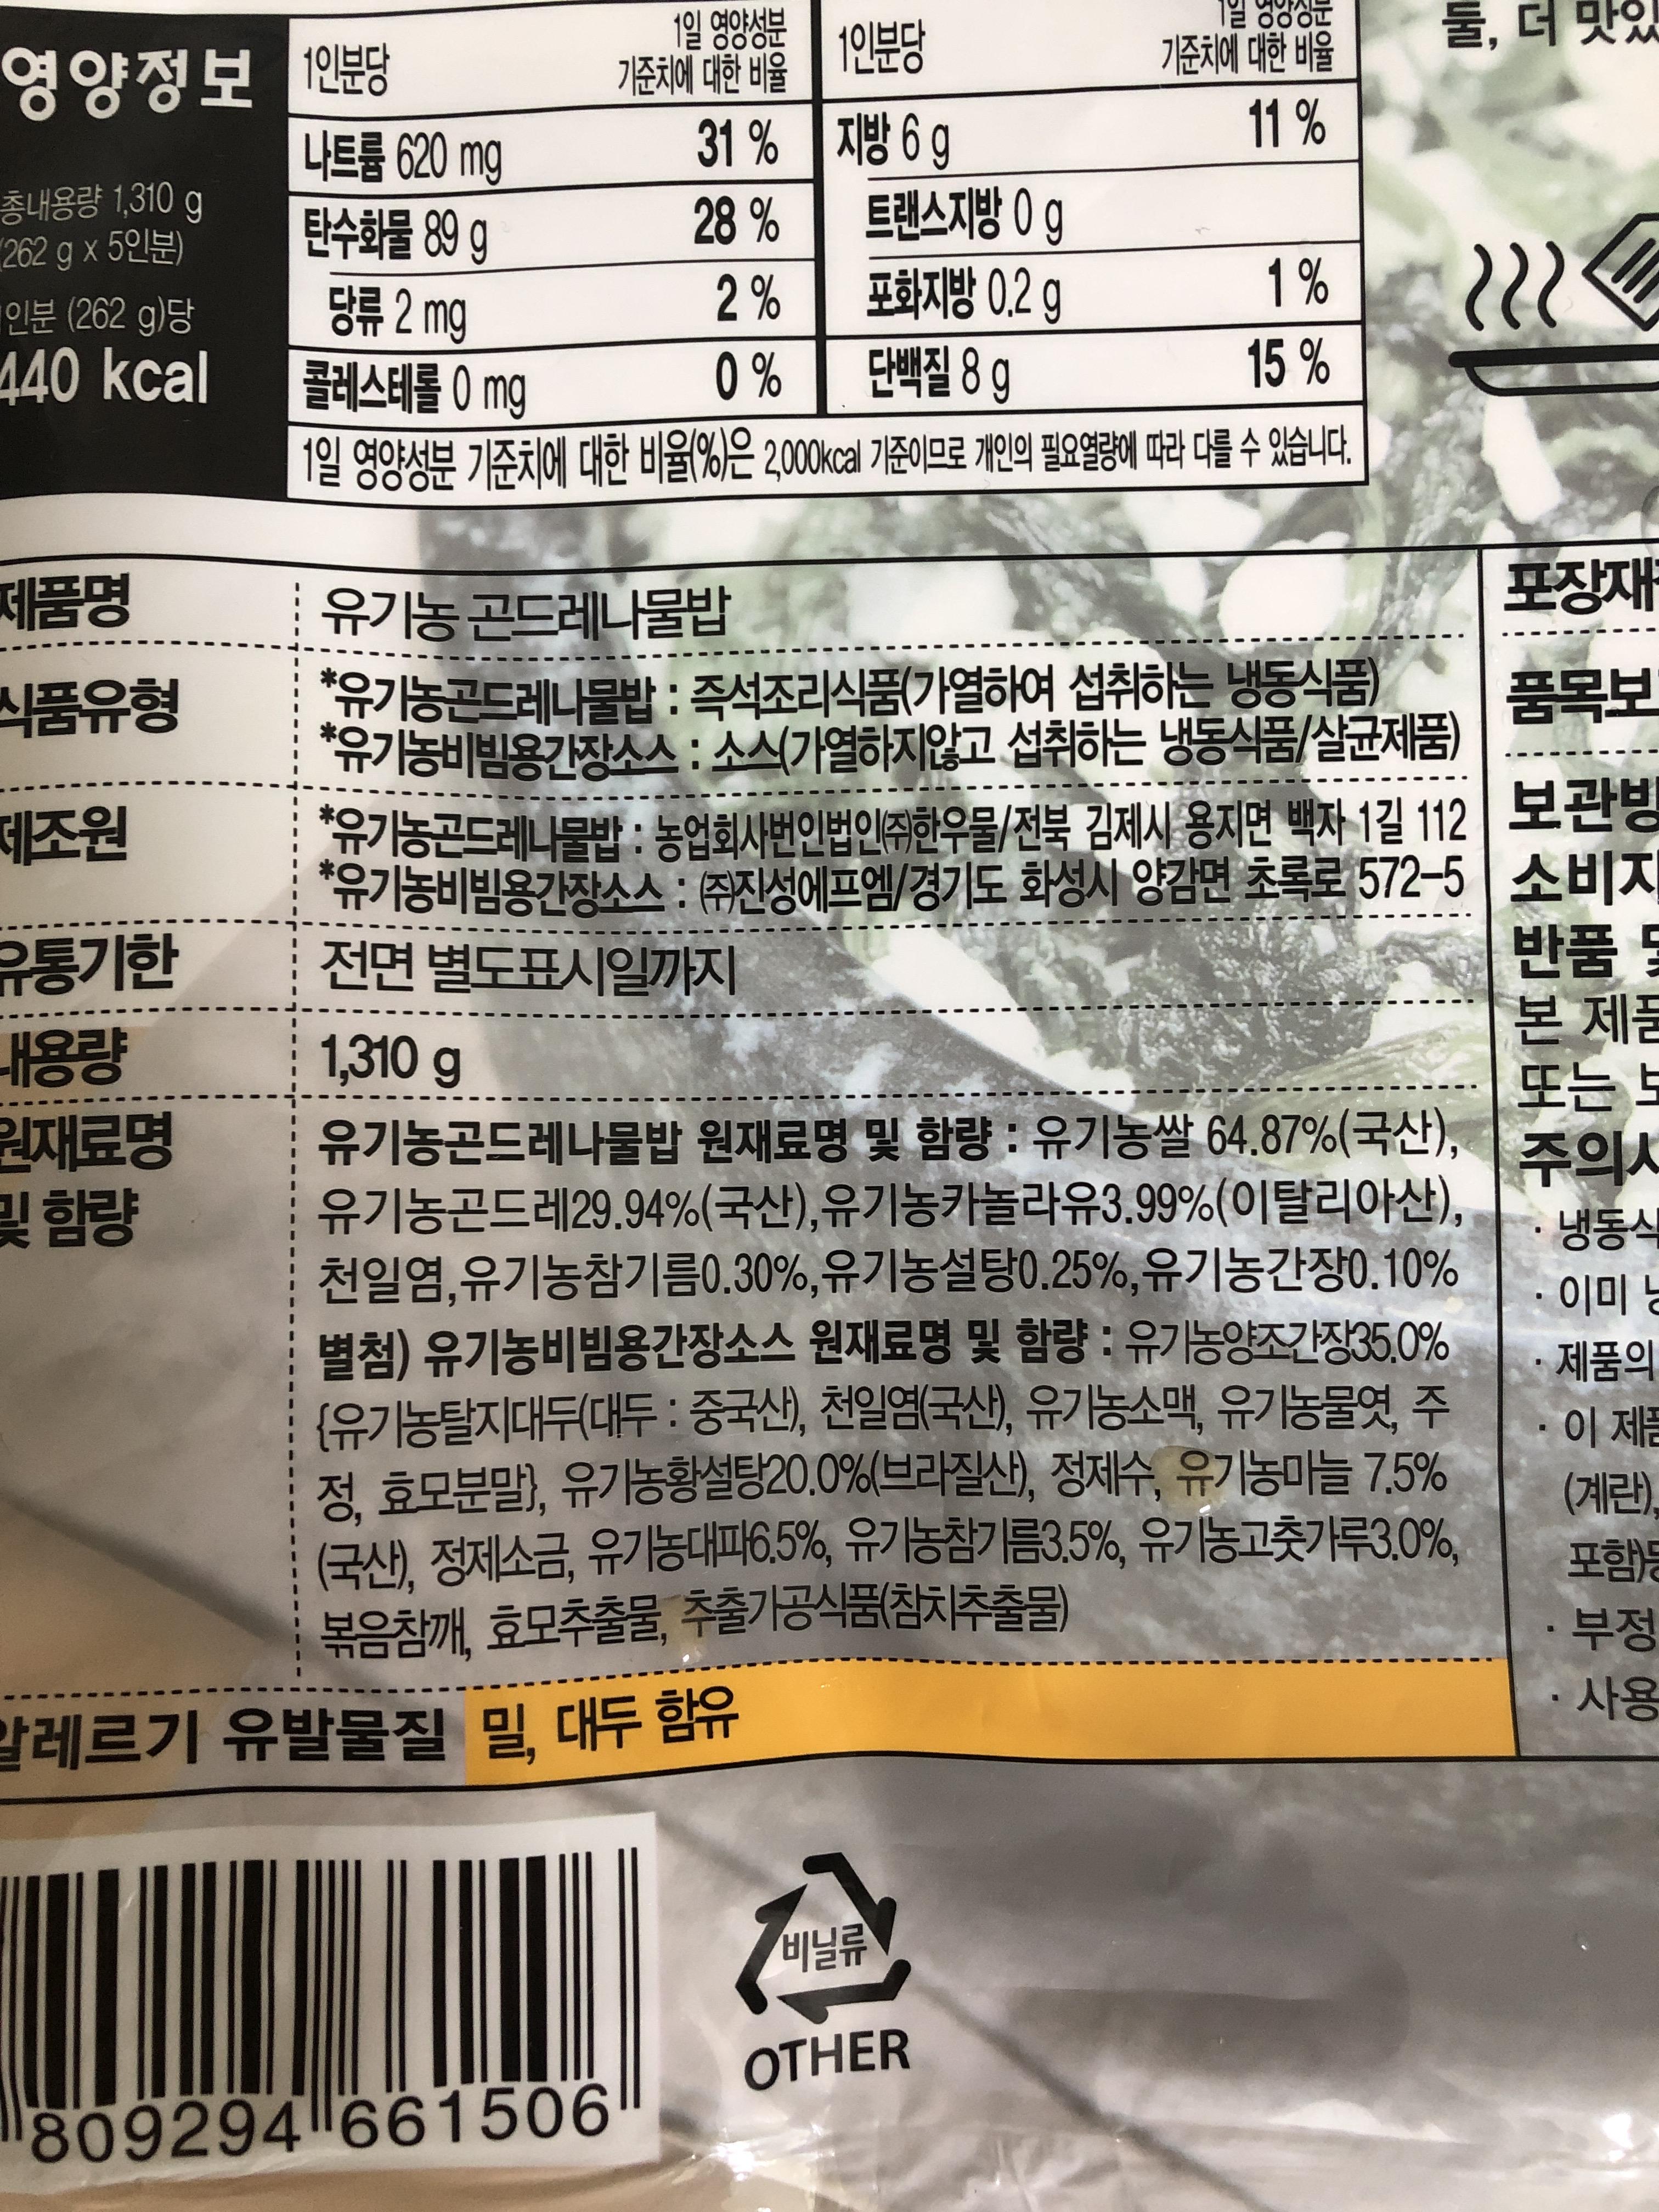 둘, 더 맛있
영양정보
총내용량 1,310 g
(262 g x 5인분)
1인분 (262 g)당
440 kcal
1인분당 1일 영양성분 기준치에 대한 비율
나트륨 620 mg 31 %
탄수화물 89 g 28 %
당류 2 mg 2 %
콜레스테롤 0 mg 0 %
1인분당 1일 영양성분 기준치에 대한 비율
지방 6 g 11 %
트랜스지방 0 g
포화지방 0.2 g 1 %
단백질 8 g 15 %
1일 영양성분 기준치에 대한 비율(%)은 2,000kcal 기준이므로 개인의 필요열량에 따라 다를 수 있습니다.
제품명 유기농 곤드레나물밥
식품유형 *유기농곤드레나물밥 : 즉석조리식품(가열하여 섭취하는 냉동식품)
*유기농비빔용간장소스 : 소스(가열하지않고 섭취하는 냉동식품/살균제품)
제조원 *유기농곤드레나물밥 : 농업회사번인법인㈜한우물/전북 김제시 용지면 백자 1길 112
*유기농비빔용간장소스 : ㈜진성에프엠/경기도 화성시 양감면 초록로 572-5
유통기한 전면 별도표시일까지
내용량 1,310 g
원재료명 유기농곤드레나물밥 원재료명 및 함량 : 유기농쌀 64.87%(국산),
및 함량 유기농곤드레29.94%(국산),유기농카놀라유3.99%(이탈리아산),
천일염,유기농참기름0.30%,유기농설탕0.25%,유기농간장0.10%
별첨) 유기농비빔용간장소스 원재료명 및 함량 : 유기농양조간장35.0%
{유기농탈지대두(대두 : 중국산), 천일염(국산), 유기농소맥, 유기농물엿, 주
정, 효모분말}, 유기농황설탕20.0%(브라질산), 정제수, 유기농마늘 7.5%
(국산), 정제소금, 유기농대파6.5%, 유기농참기름3.5%, 유기농고춧가루3.0%,
볶음참깨, 효모추출물, 추출가공식품(참치추출물)
알레르기 유발물질 밀, 대두 함유
포장재
품목보
보관방
소비자
반품 및
본 제품
또는
주의사
· 냉동식
· 이미
· 제품의
· 이 제품
(계란),
포함)
· 부정
· 사용
809294 661506
비닐류
OTHER